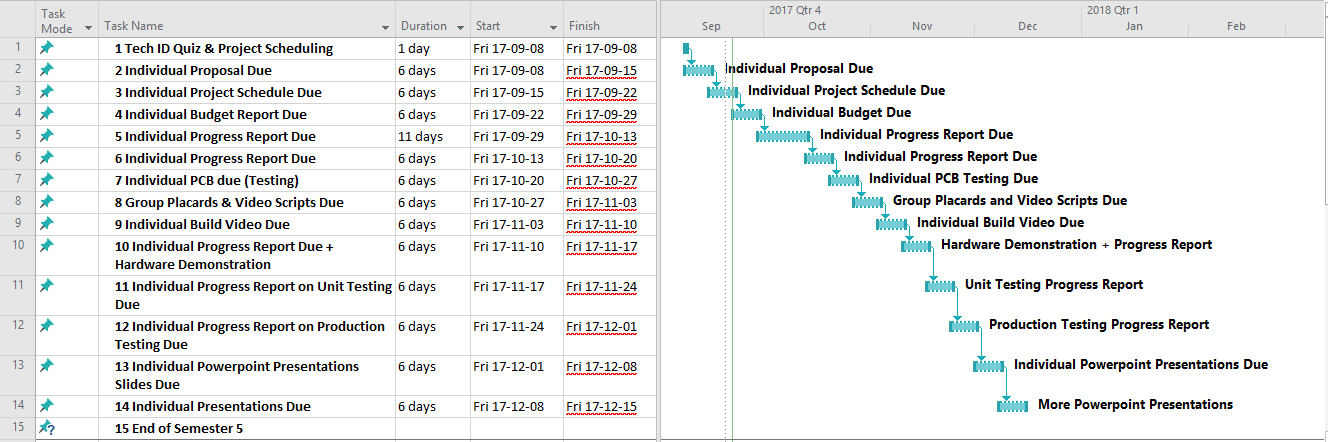 2017 Qtr 4 2018 Qtr 1
Task Mode Task Name Duration Start Finish Sep Oct Nov Dec Jan Feb
1 1 Tech ID Quiz & Project Scheduling 1 day Fri 17-09-08 Fri 17-09-08
2 2 Individual Proposal Due 6 days Fri 17-09-08 Fri 17-09-15 Individual Proposal Due
3 3 Individual Project Schedule Due 6 days Fri 17-09-15 Fri 17-09-22 Individual Project Schedule Due
4 4 Individual Budget Report Due 6 days Fri 17-09-22 Fri 17-09-29 Individual Budget Due
5 5 Individual Progress Report Due 11 days Fri 17-09-29 Fri 17-10-13 Individual Progress Report Due
6 6 Individual Progress Report Due 6 days Fri 17-10-13 Fri 17-10-20 Individual Progress Report Due
7 7 Individual PCB due (Testing) 6 days Fri 17-10-20 Fri 17-10-27 Individual PCB Testing Due
8 8 Group Placards & Video Scripts Due 6 days Fri 17-10-27 Fri 17-11-03 Group Placards and Video Scripts Due
9 9 Individual Build Video Due 6 days Fri 17-11-03 Fri 17-11-10 Individual Build Video Due
10 10 Individual Progress Report Due + 6 days Fri 17-11-10 Fri 17-11-17 Hardware Demonstration + Progress Report
Hardware Demonstration
11 11 Individual Progress Report on Unit Testing 6 days Fri 17-11-17 Fri 17-11-24 Unit Testing Progress Report
Due
12 12 Individual Progress Report on Production 6 days Fri 17-11-24 Fri 17-12-01 Production Testing Progress Report
Testing Due
13 13 Individual Powerpoint Presentations 6 days Fri 17-12-01 Fri 17-12-08 Individual Powerpoint Presentations Due
Slides Due
14 14 Individual Presentations Due 6 days Fri 17-12-08 Fri 17-12-15 More Powerpoint Presentations
15 15 End of Semester 5